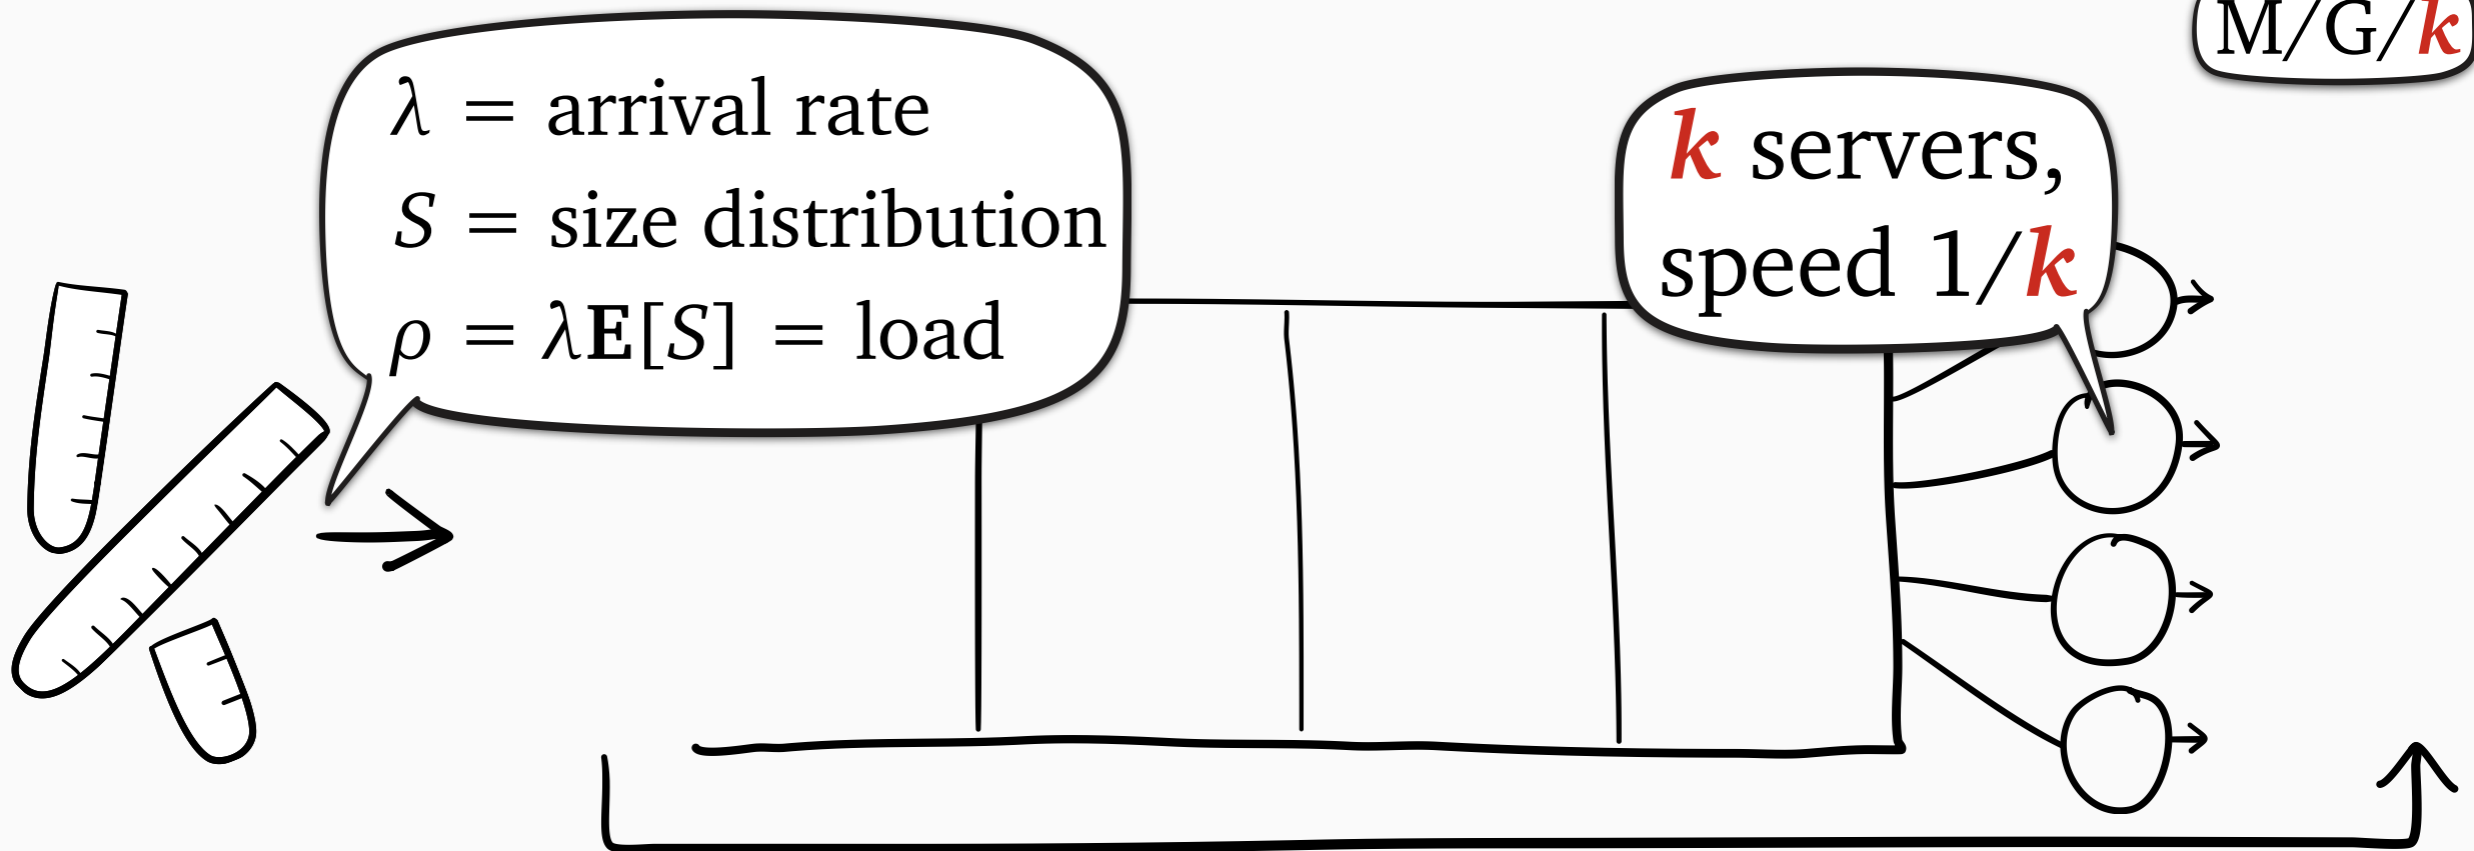 M/G/k
λ = arrival rate
S = size distribution
ρ = λE[S] = load
k servers,
speed 1/k